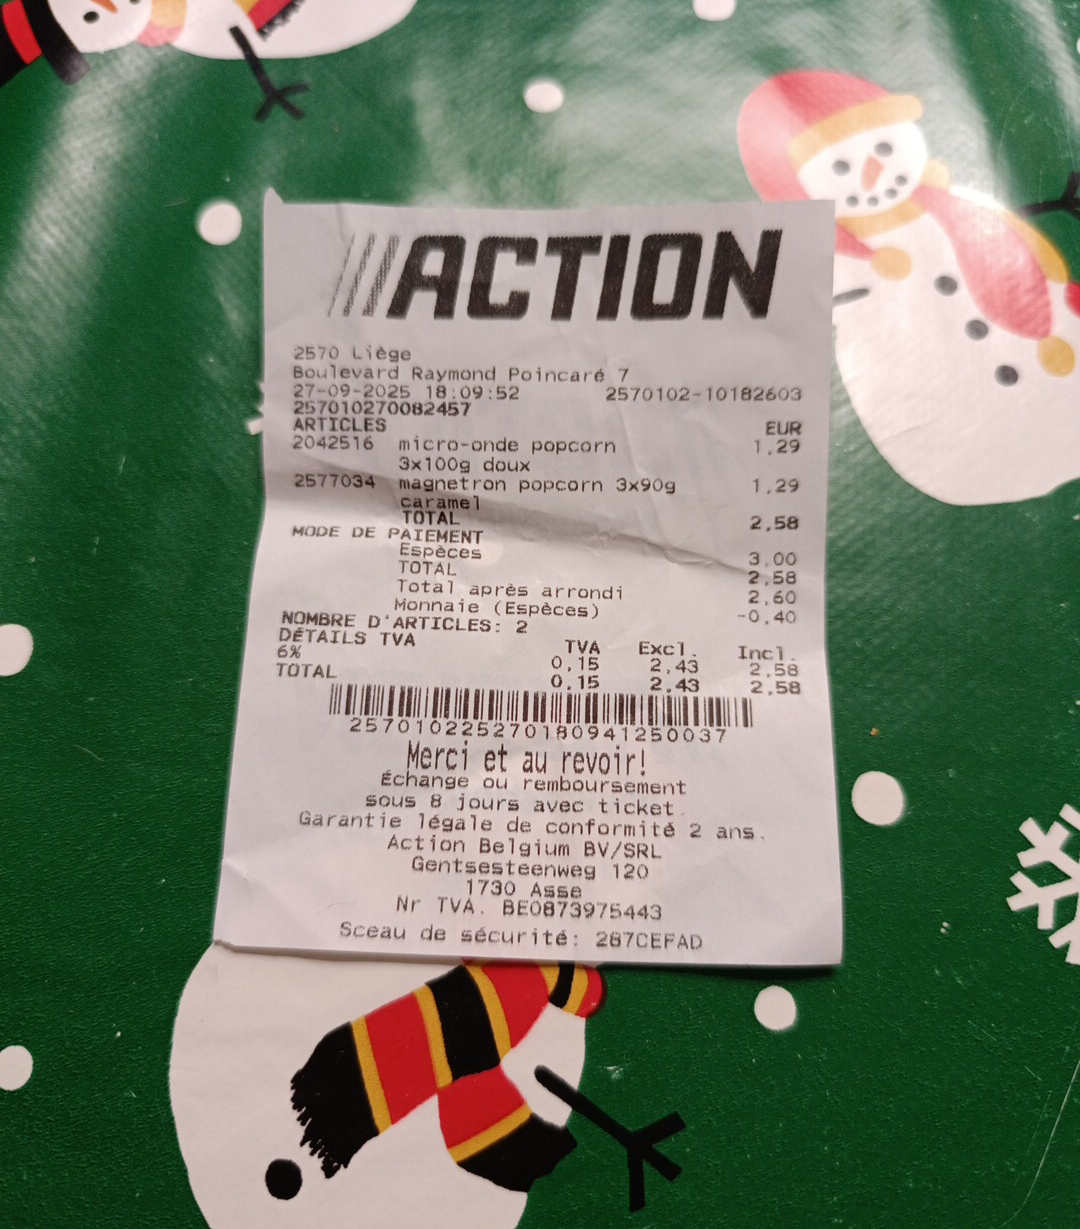 ACTION
2570 Liège
Boulevard Raymond Poincaré 7
27-09-2025 18:09:52 2570102-10182603
257010270082457
ARTICLES EUR
2042516 micro-onde popcorn 1,29
3x100g doux
2577034 magnetron popcorn 3x90g 1,29
caramel
TOTAL 2,58
MODE DE PAIEMENT
Espèces 3,00
TOTAL 2,58
Total après arrondi 2,60
Monnaie (Espèces) -0,40
NOMBRE D'ARTICLES: 2
DÉTAILS TVA TVA Excl. Incl.
6% 0,15 2,43 2,58
TOTAL 0,15 2,43 2,58
257010225270180941250037
Merci et au revoir!
Échange ou remboursement
sous 8 jours avec ticket.
Garantie légale de conformité 2 ans.
Action Belgium BV/SRL
Gentsesteenweg 120
1730 Asse
Nr TVA. BE0873975443
Sceau de sécurité: 287CEFAD